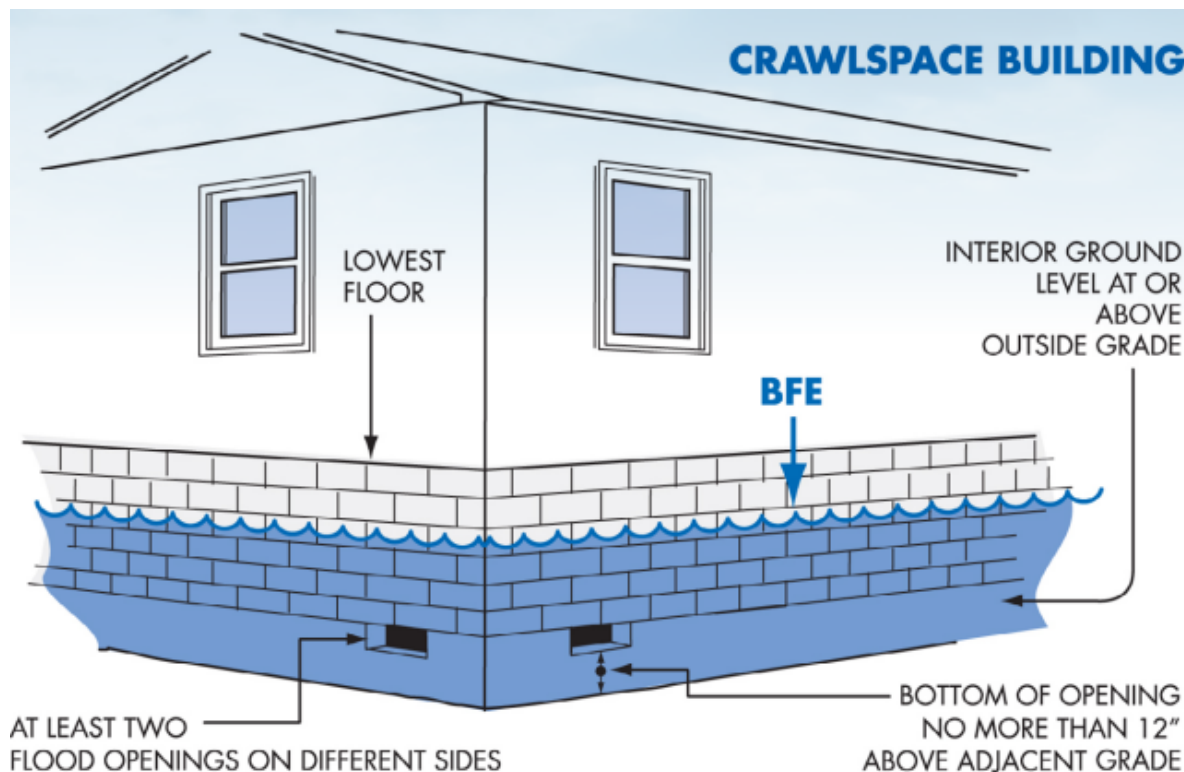 CRAWLSPACE BUILDING
LOWEST
FLOOR
INTERIOR GROUND
LEVEL AT OR
ABOVE
OUTSIDE GRADE
BFE
AT LEAST TWO
FLOOD OPENINGS ON DIFFERENT SIDES
BOTTOM OF OPENING
NO MORE THAN 12”
ABOVE ADJACENT GRADE